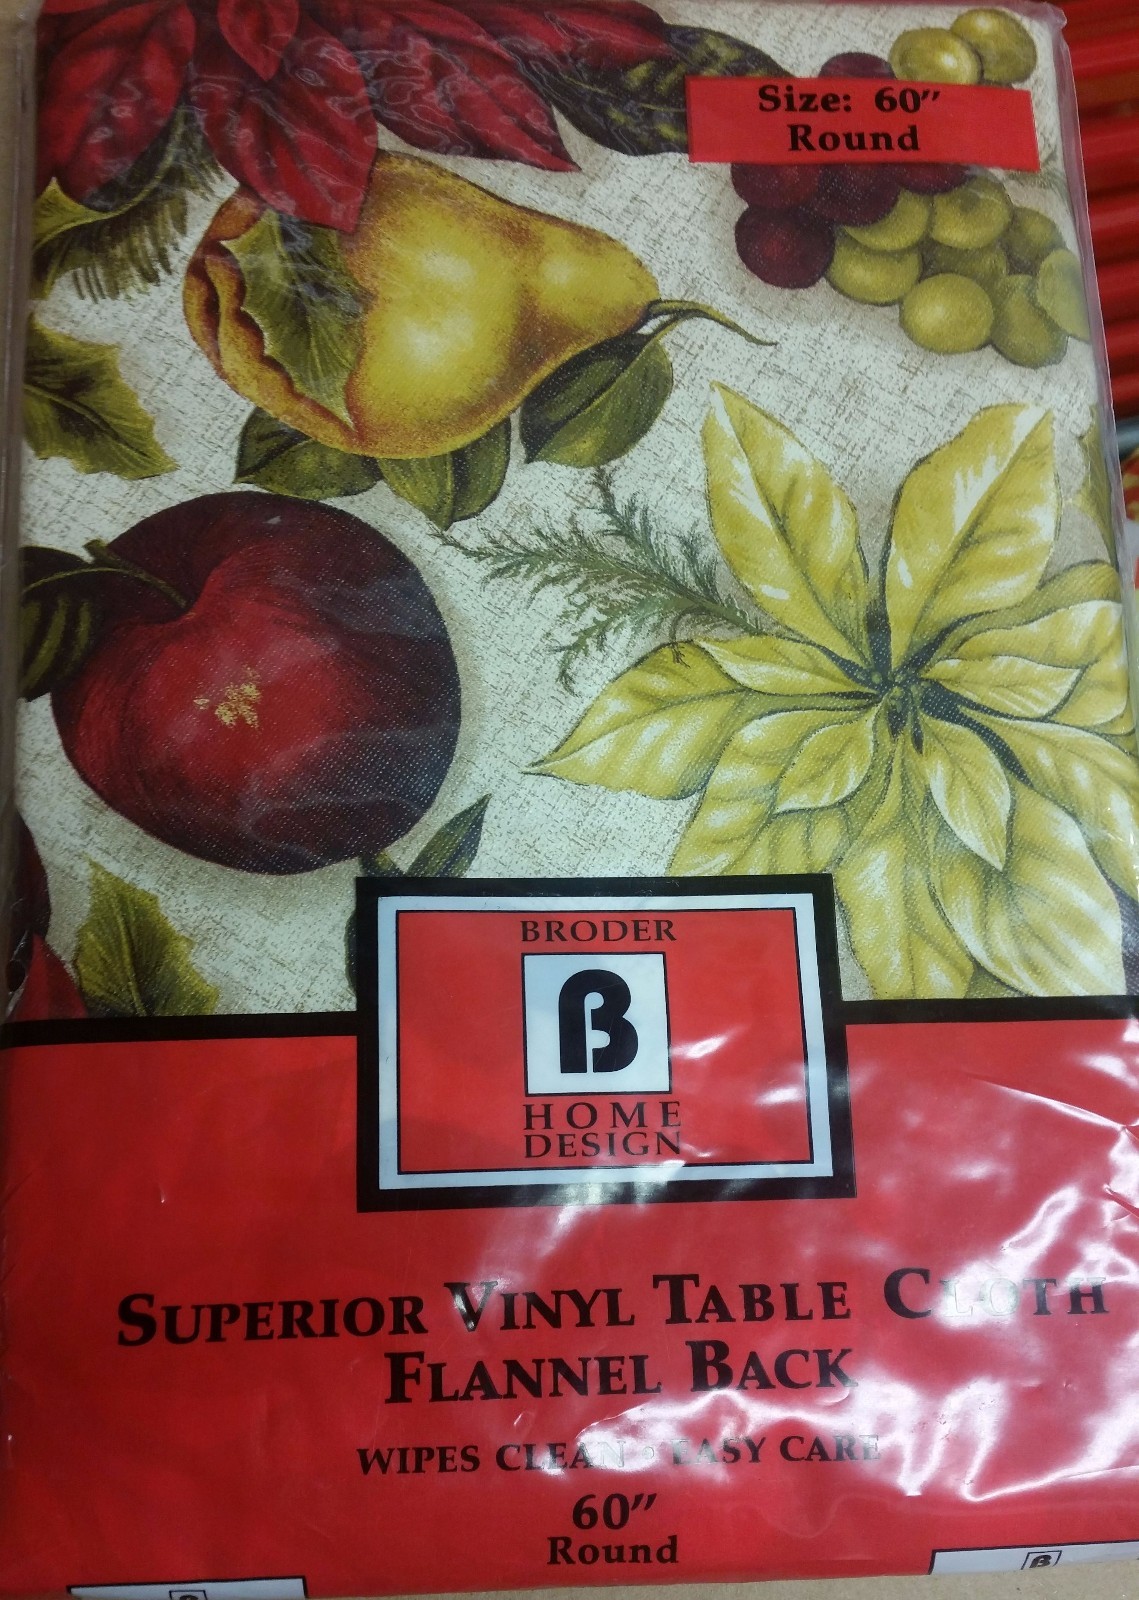 Size: 60"
Round
BRODER
B
HOME
DESIGN
SUPERIOR VINYL TABLE CLOTH
FLANNEL BACK
WIPES CLEAN • EASY CARE
60"
Round
B
B